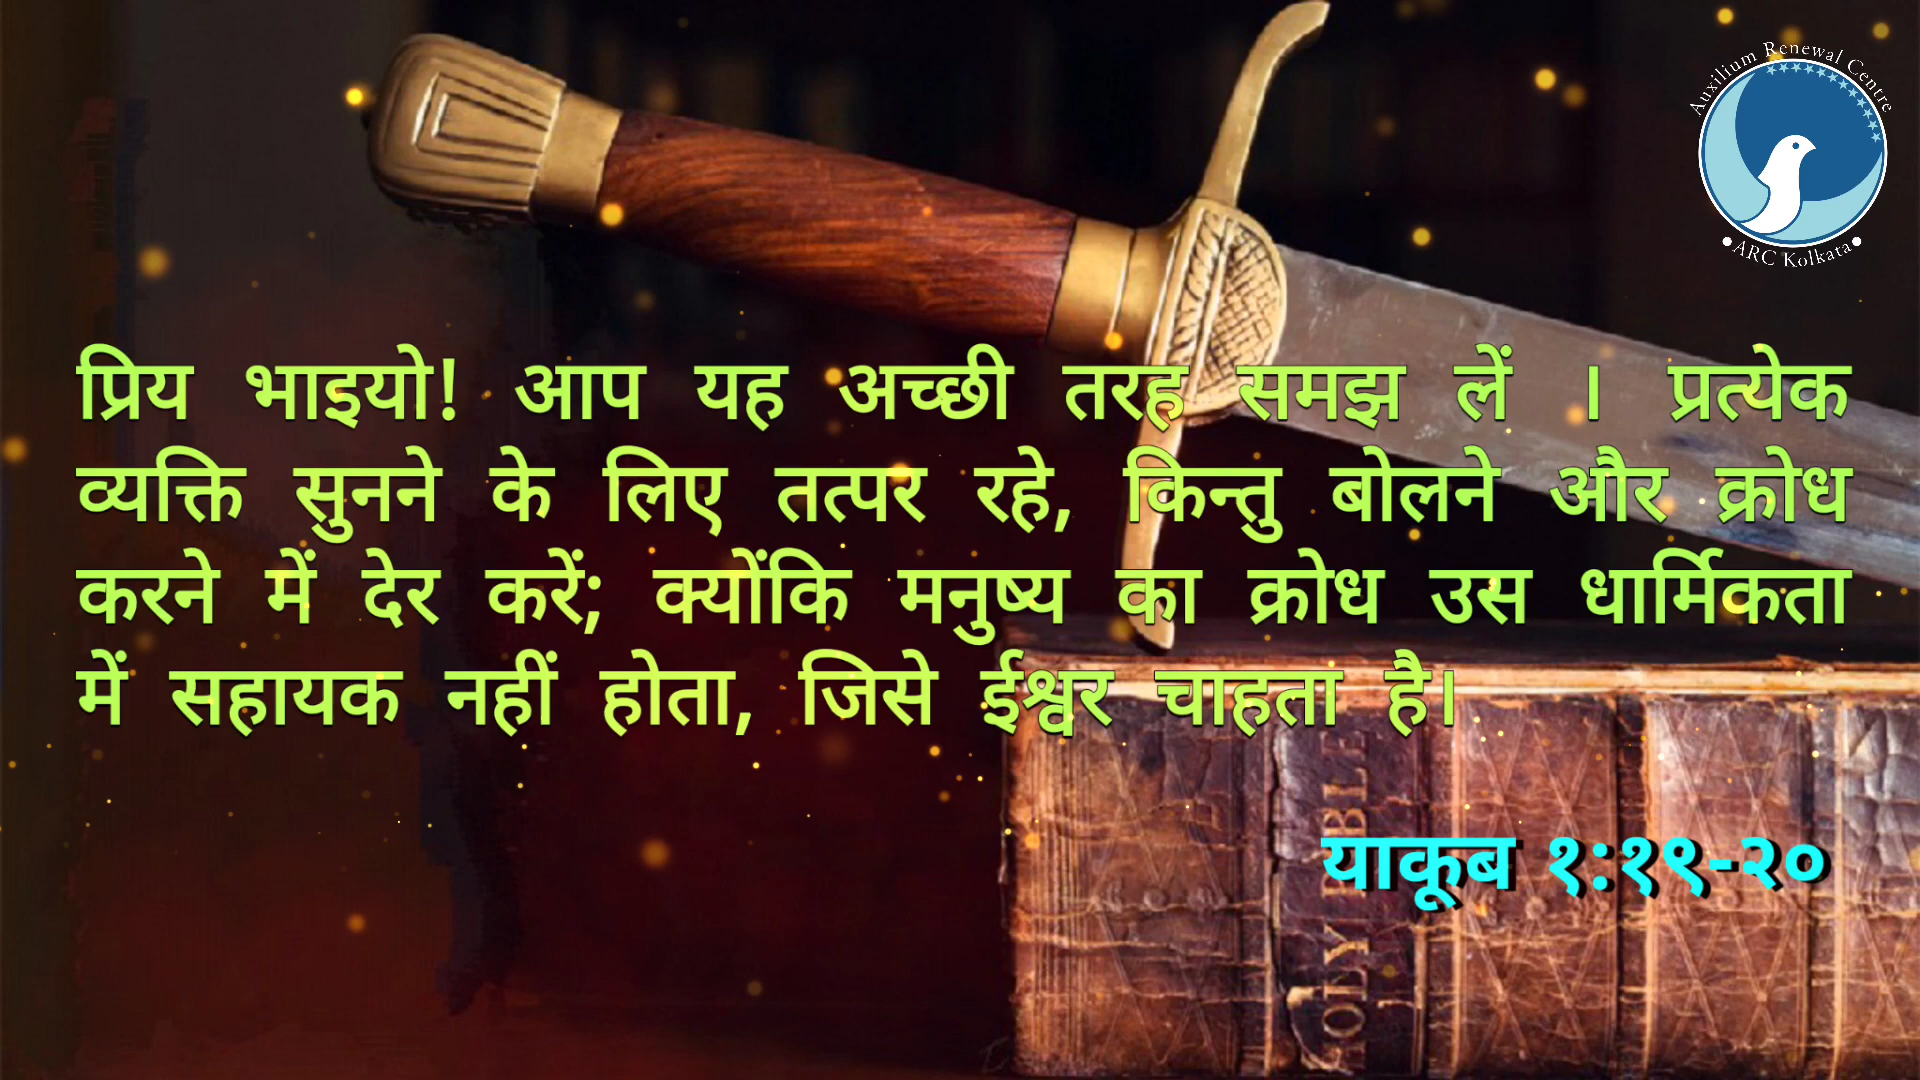 Auxilium Renewal Centre
• ARC Kolkata •
प्रिय भाइयो! आप यह अच्छी तरह समझ लें । प्रत्येक
व्यक्ति सुनने के लिए तत्पर रहे, किन्तु बोलने और क्रोध
करने में देर करें; क्योंकि मनुष्य का क्रोध उस धार्मिकता
में सहायक नहीं होता, जिसे ईश्वर चाहता है।
याकूब १:१९-२०
HOLY BIBLE